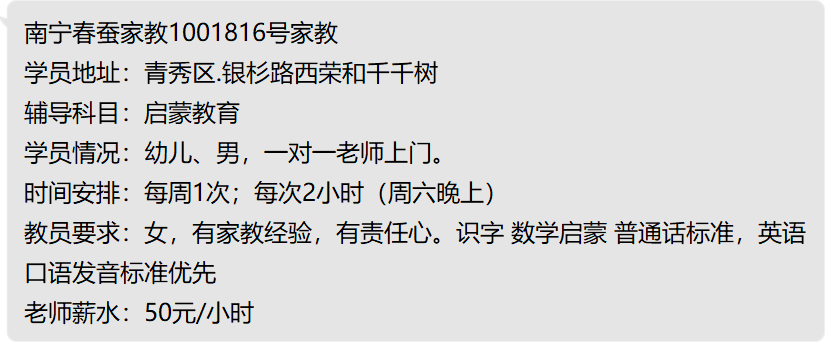 南宁春蚕家教1001816号家教
学员地址：青秀区.银杉路西荣和千千树
辅导科目：启蒙教育
学员情况：幼儿、男，一对一老师上门。
时间安排：每周1次；每次2小时（周六晚上）
教员要求：女，有家教经验，有责任心。识字 数学启蒙 普通话标准，英语
口语发音标准优先
老师薪水：50元/小时